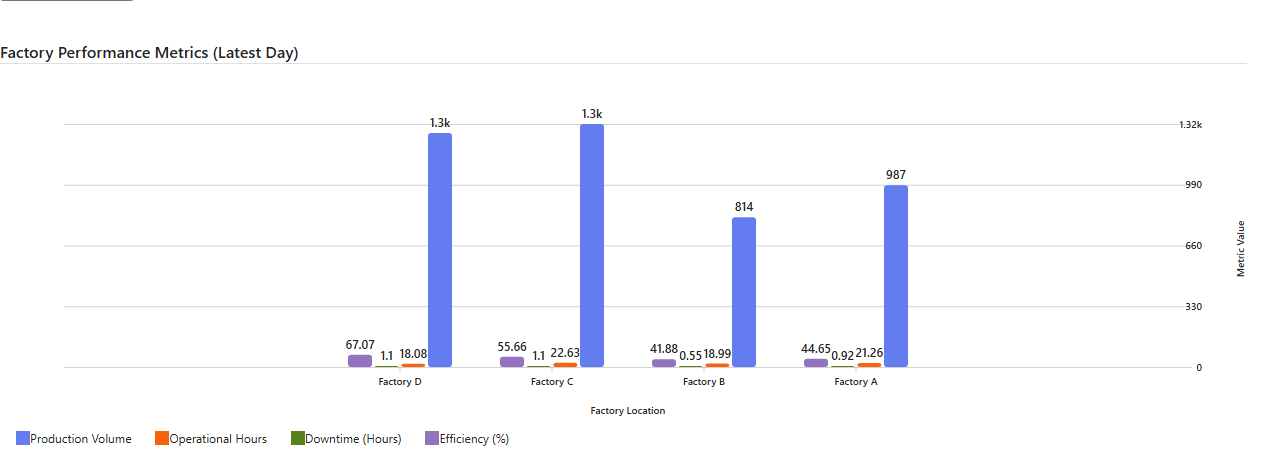 Factory Performance Metrics (Latest Day)
1.3k
1.3k
1.32k
987
990
814
660
Metric Value
330
67.07
1.1
18.08
55.66
1.1
22.63
41.88
0.55
18.99
44.65
0.92
21.26
0
Factory D
Factory C
Factory B
Factory A
Factory Location
Production Volume
Operational Hours
Downtime (Hours)
Efficiency (%)